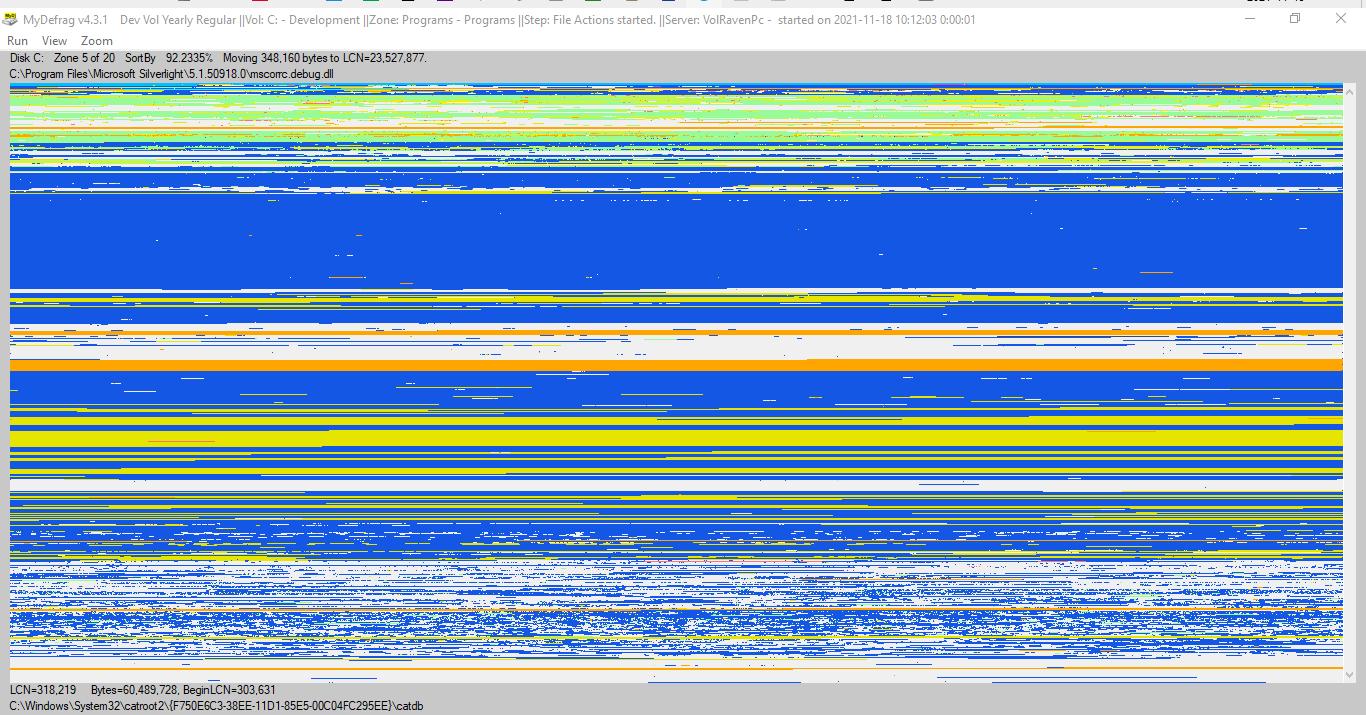 MyDefrag v4.3.1    Dev Vol Yearly Regular ||Vol: C: - Development ||Zone: Programs - Programs ||Step: File Actions started. ||Server: VolRavenPc -  started on 2021-11-18 10:12:03 0:00:01
Run View Zoom
Disk C:   Zone 5 of 20   SortBy   92.2335%   Moving 348,160 bytes to LCN=23,527,877.
C:\Program Files\Microsoft Silverlight\5.1.50918.0\mscorrc.debug.dll
LCN=318,219     Bytes=60,489,728, BeginLCN=303,631
C:\Windows\System32\catroot2\{F750E6C3-38EE-11D1-85E5-00C04FC295EE}\catdb